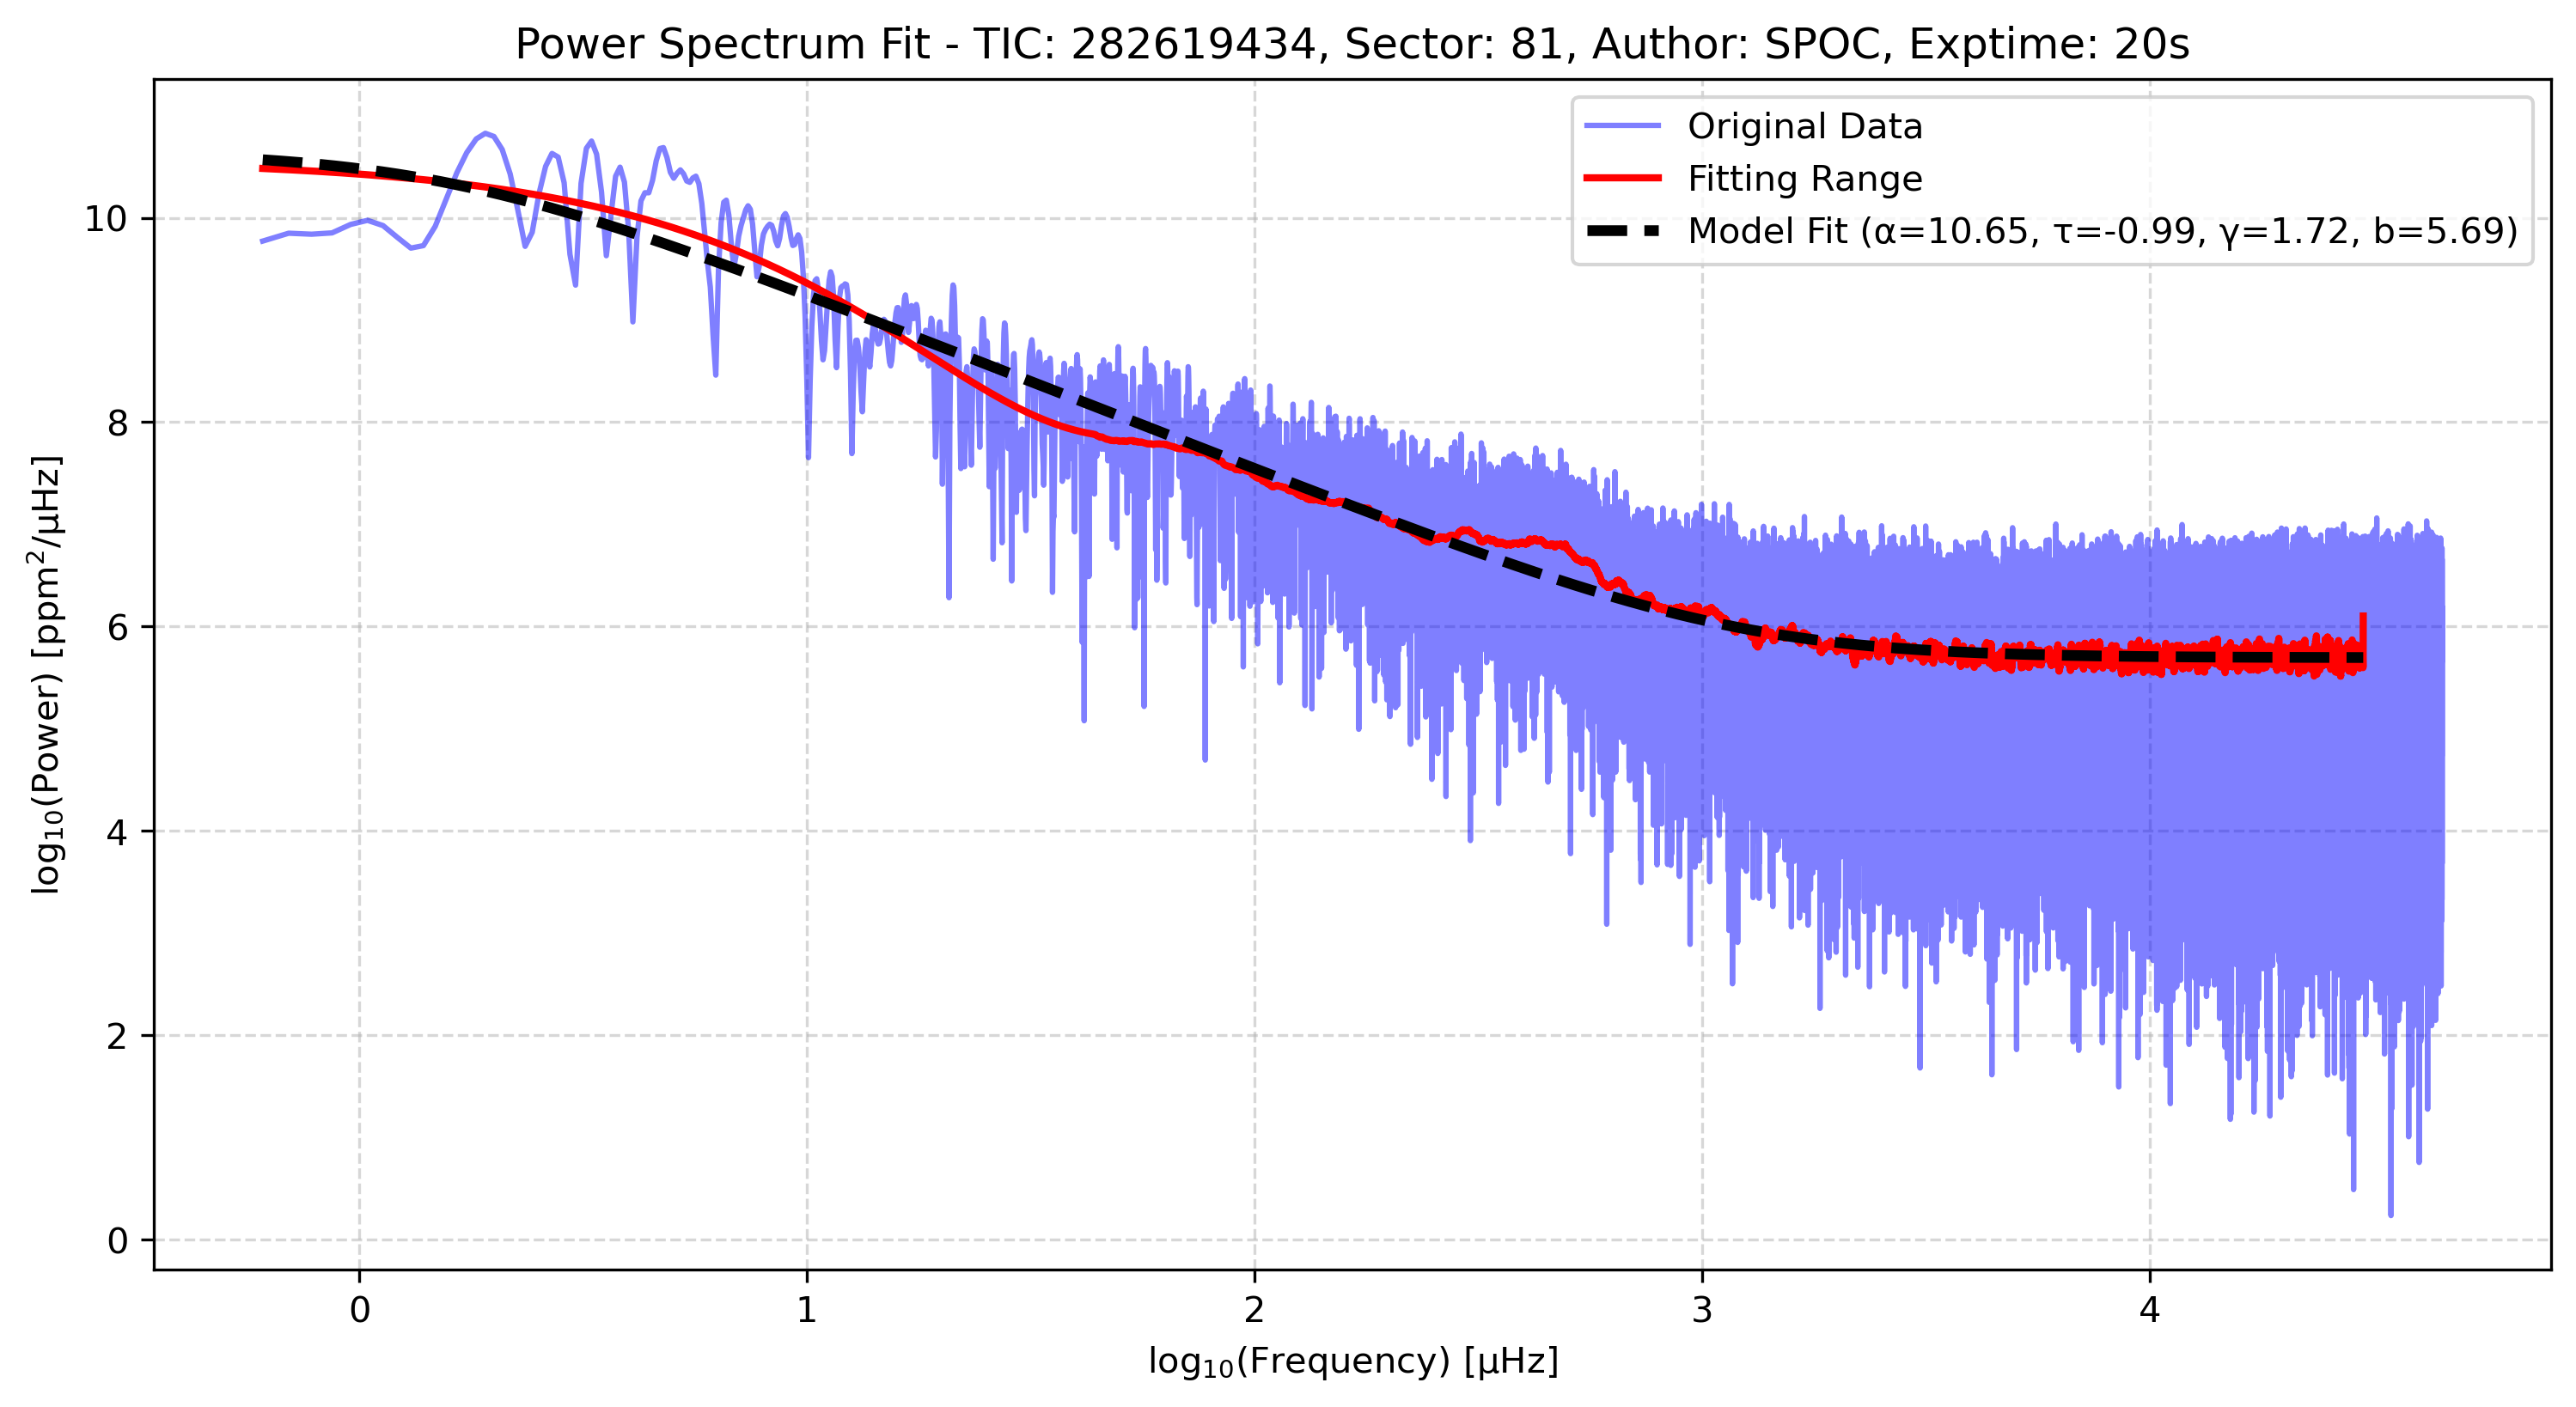 Power Spectrum Fit - TIC: 282619434, Sector: 81, Author: SPOC, Exptime: 20s
Original Data
Fitting Range
Model Fit (α=10.65, τ=-0.99, γ=1.72, b=5.69)
log₁₀(Power) [ppm²/μHz]
10
8
6
4
2
0
0 1 2 3 4
log₁₀(Frequency) [μHz]